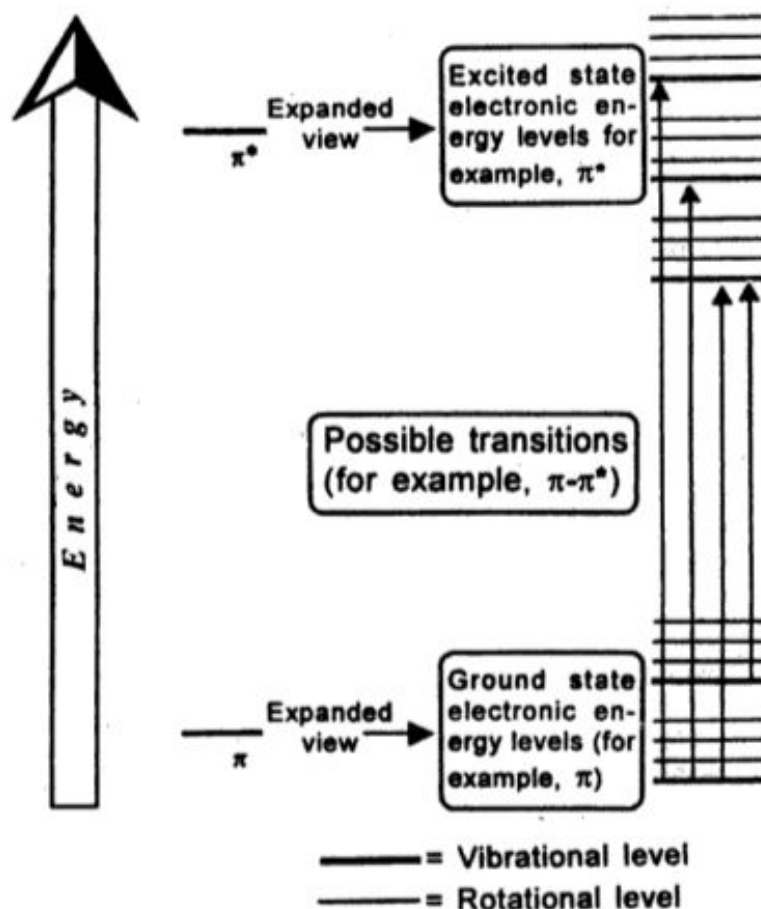 Expanded
view
π*
Excited state
electronic en-
ergy levels for
example, π*
Energy
Possible transitions
(for example, π-π*)
Expanded
view
π
Ground state
electronic en-
ergy levels (for
example, π)
= Vibrational level
= Rotational level